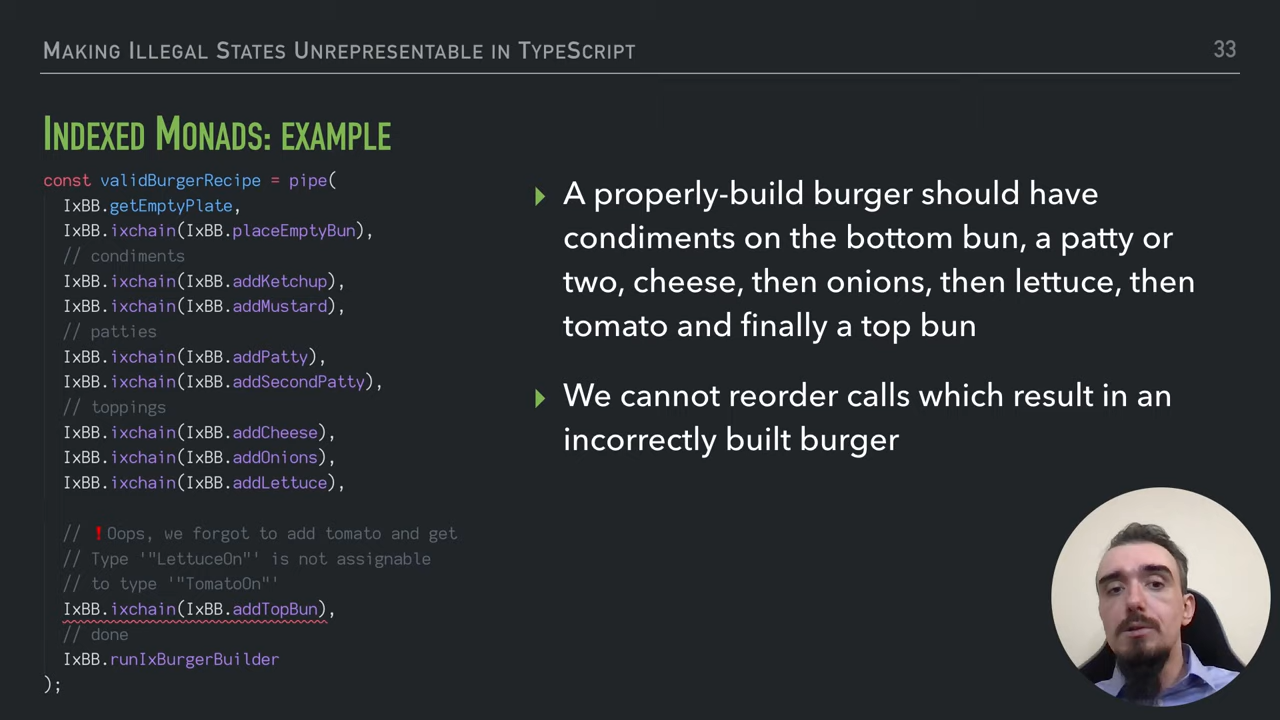 MAKING ILLEGAL STATES UNREPRESENTABLE IN TYPESCRIPT
33
INDEXED MONADS: EXAMPLE
const validBurgerRecipe = pipe(
IxBB.getEmptyPlate,
IxBB.ixchain(IxBB.placeEmptyBun),
// condiments
IxBB.ixchain(IxBB.addKetchup),
IxBB.ixchain(IxBB.addMustard),
// patties
IxBB.ixchain(IxBB.addPatty),
IxBB.ixchain(IxBB.addSecondPatty),
// toppings
IxBB.ixchain(IxBB.addCheese),
IxBB.ixchain(IxBB.addOnions),
IxBB.ixchain(IxBB.addLettuce),
// ❗Oops, we forgot to add tomato and get
// Type '"LettuceOn"' is not assignable
// to type '"TomatoOn"'
IxBB.ixchain(IxBB.addTopBun),
// done
IxBB.runIxBurgerBuilder
);
A properly-build burger should have
condiments on the bottom bun, a patty or
two, cheese, then onions, then lettuce, then
tomato and finally a top bun
We cannot reorder calls which result in an
incorrectly built burger